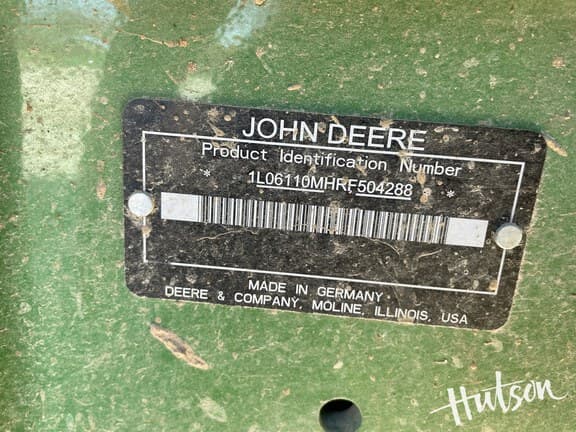 JOHN DEERE
Product Identification Number
* 1L06110MHRF504288 *
MADE IN GERMANY
DEERE & COMPANY, MOLINE, ILLINOIS, USA
Hutson